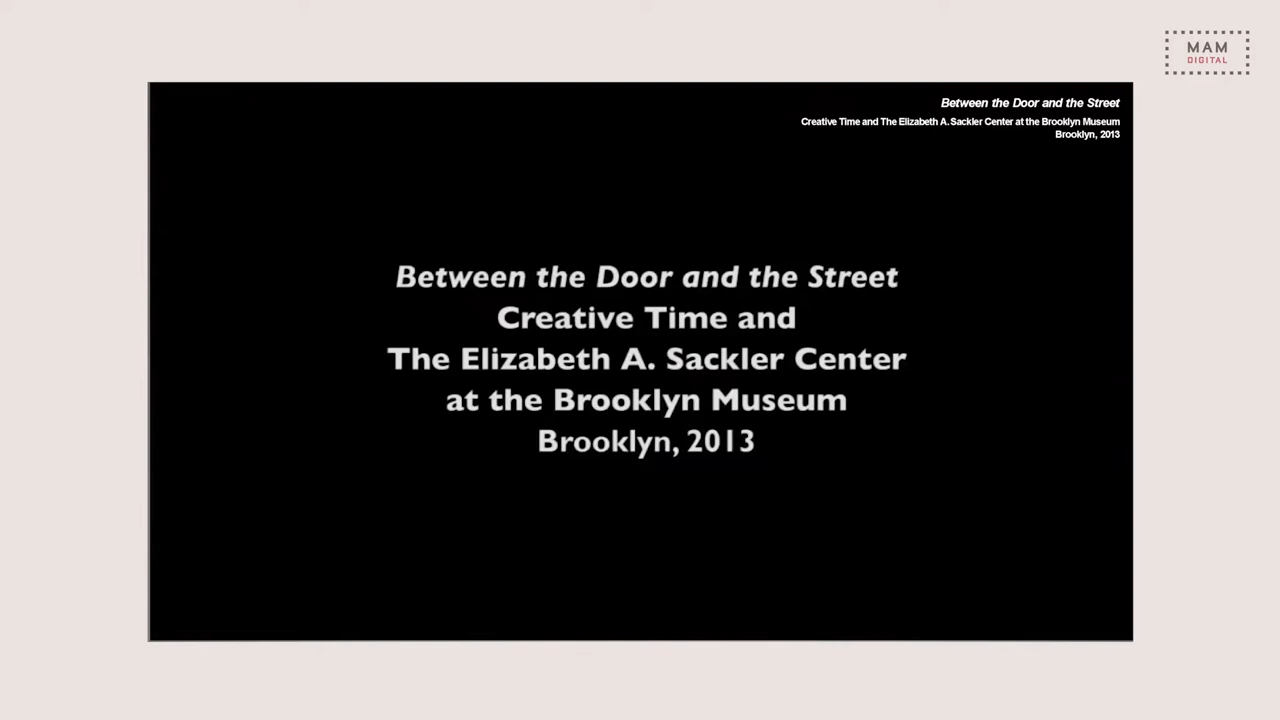 MAM
DIGITAL
Between the Door and the Street
Creative Time and The Elizabeth A. Sackler Center at the Brooklyn Museum
Brooklyn, 2013
Between the Door and the Street
Creative Time and
The Elizabeth A. Sackler Center
at the Brooklyn Museum
Brooklyn, 2013